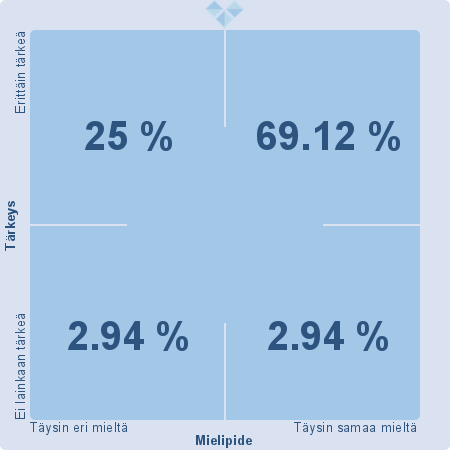 Erittäin tärkeä
25 %
69.12 %
Tärkeys
Ei lainkaan tärkeä
2.94 %
2.94 %
Täysin eri mieltä
Täysin samaa mieltä
Mielipide